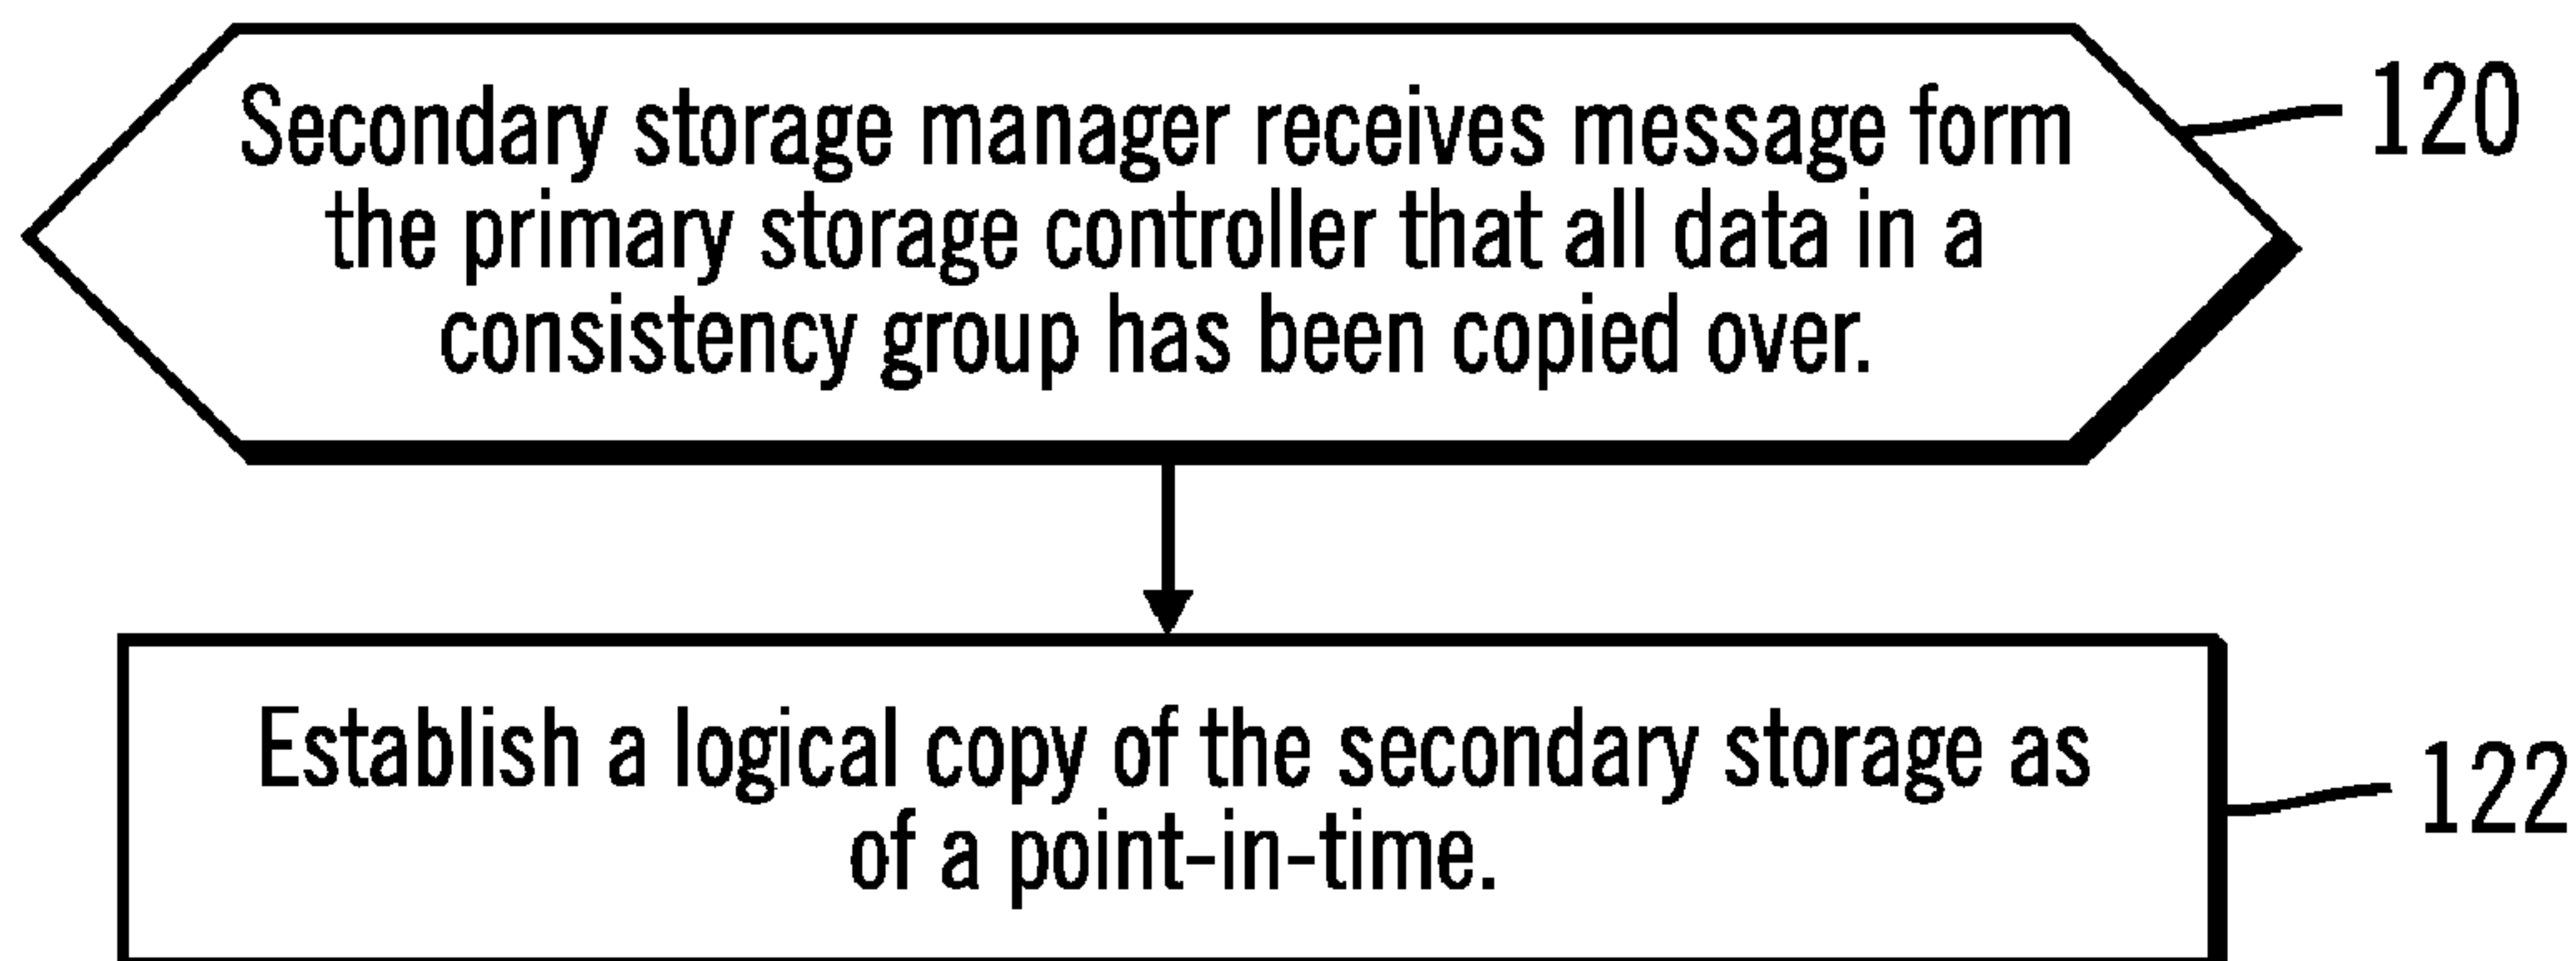 Secondary storage manager receives message form
the primary storage controller that all data in a
consistency group has been copied over.
120
Establish a logical copy of the secondary storage as
of a point-in-time.
122